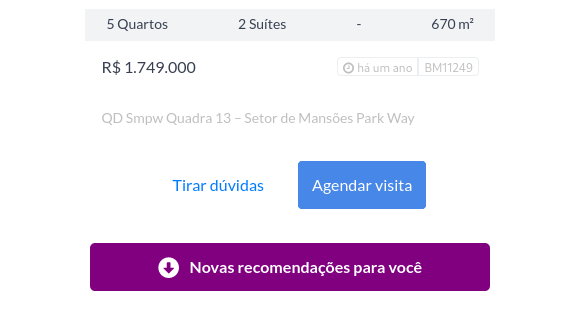 5 Quartos 2 Suítes - 670 m²
R$ 1.749.000 há um ano BM11249
QD Smpw Quadra 13 – Setor de Mansões Park Way
Tirar dúvidas Agendar visita
Novas recomendações para você